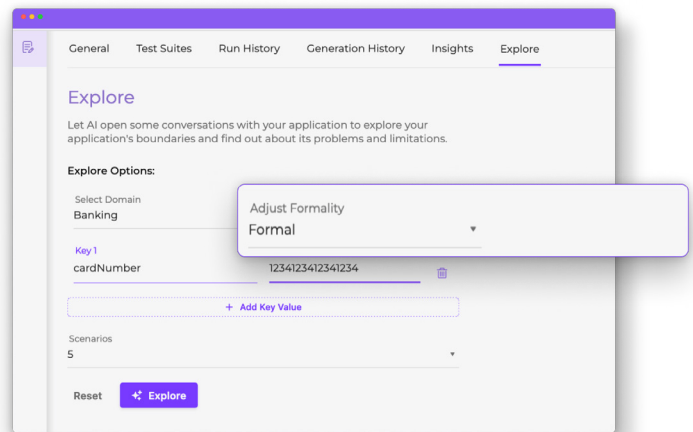 General Test Suites Run History Generation History Insights Explore
Explore
Let AI open some conversations with your application to explore your
application's boundaries and find out about its problems and limitations.
Explore Options:
Select Domain
Banking
Adjust Formality
Formal
Key 1
cardNumber 1234123412341234
+ Add Key Value
Scenarios
5
Reset Explore